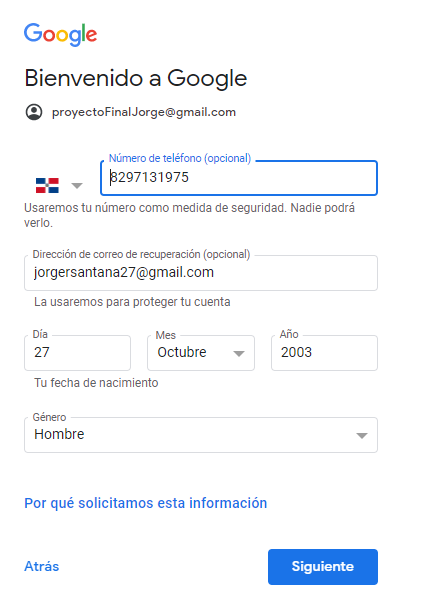 Google
Bienvenido a Google
proyectoFinalJorge@gmail.com
Número de teléfono (opcional)
8297131975
Usaremos tu número como medida de seguridad. Nadie podrá
verlo.
Dirección de correo de recuperación (opcional)
jorgersantana27@gmail.com
La usaremos para proteger tu cuenta
Día Mes Año
27 Octubre 2003
Tu fecha de nacimiento
Género
Hombre
Por qué solicitamos esta información
Atrás Siguiente